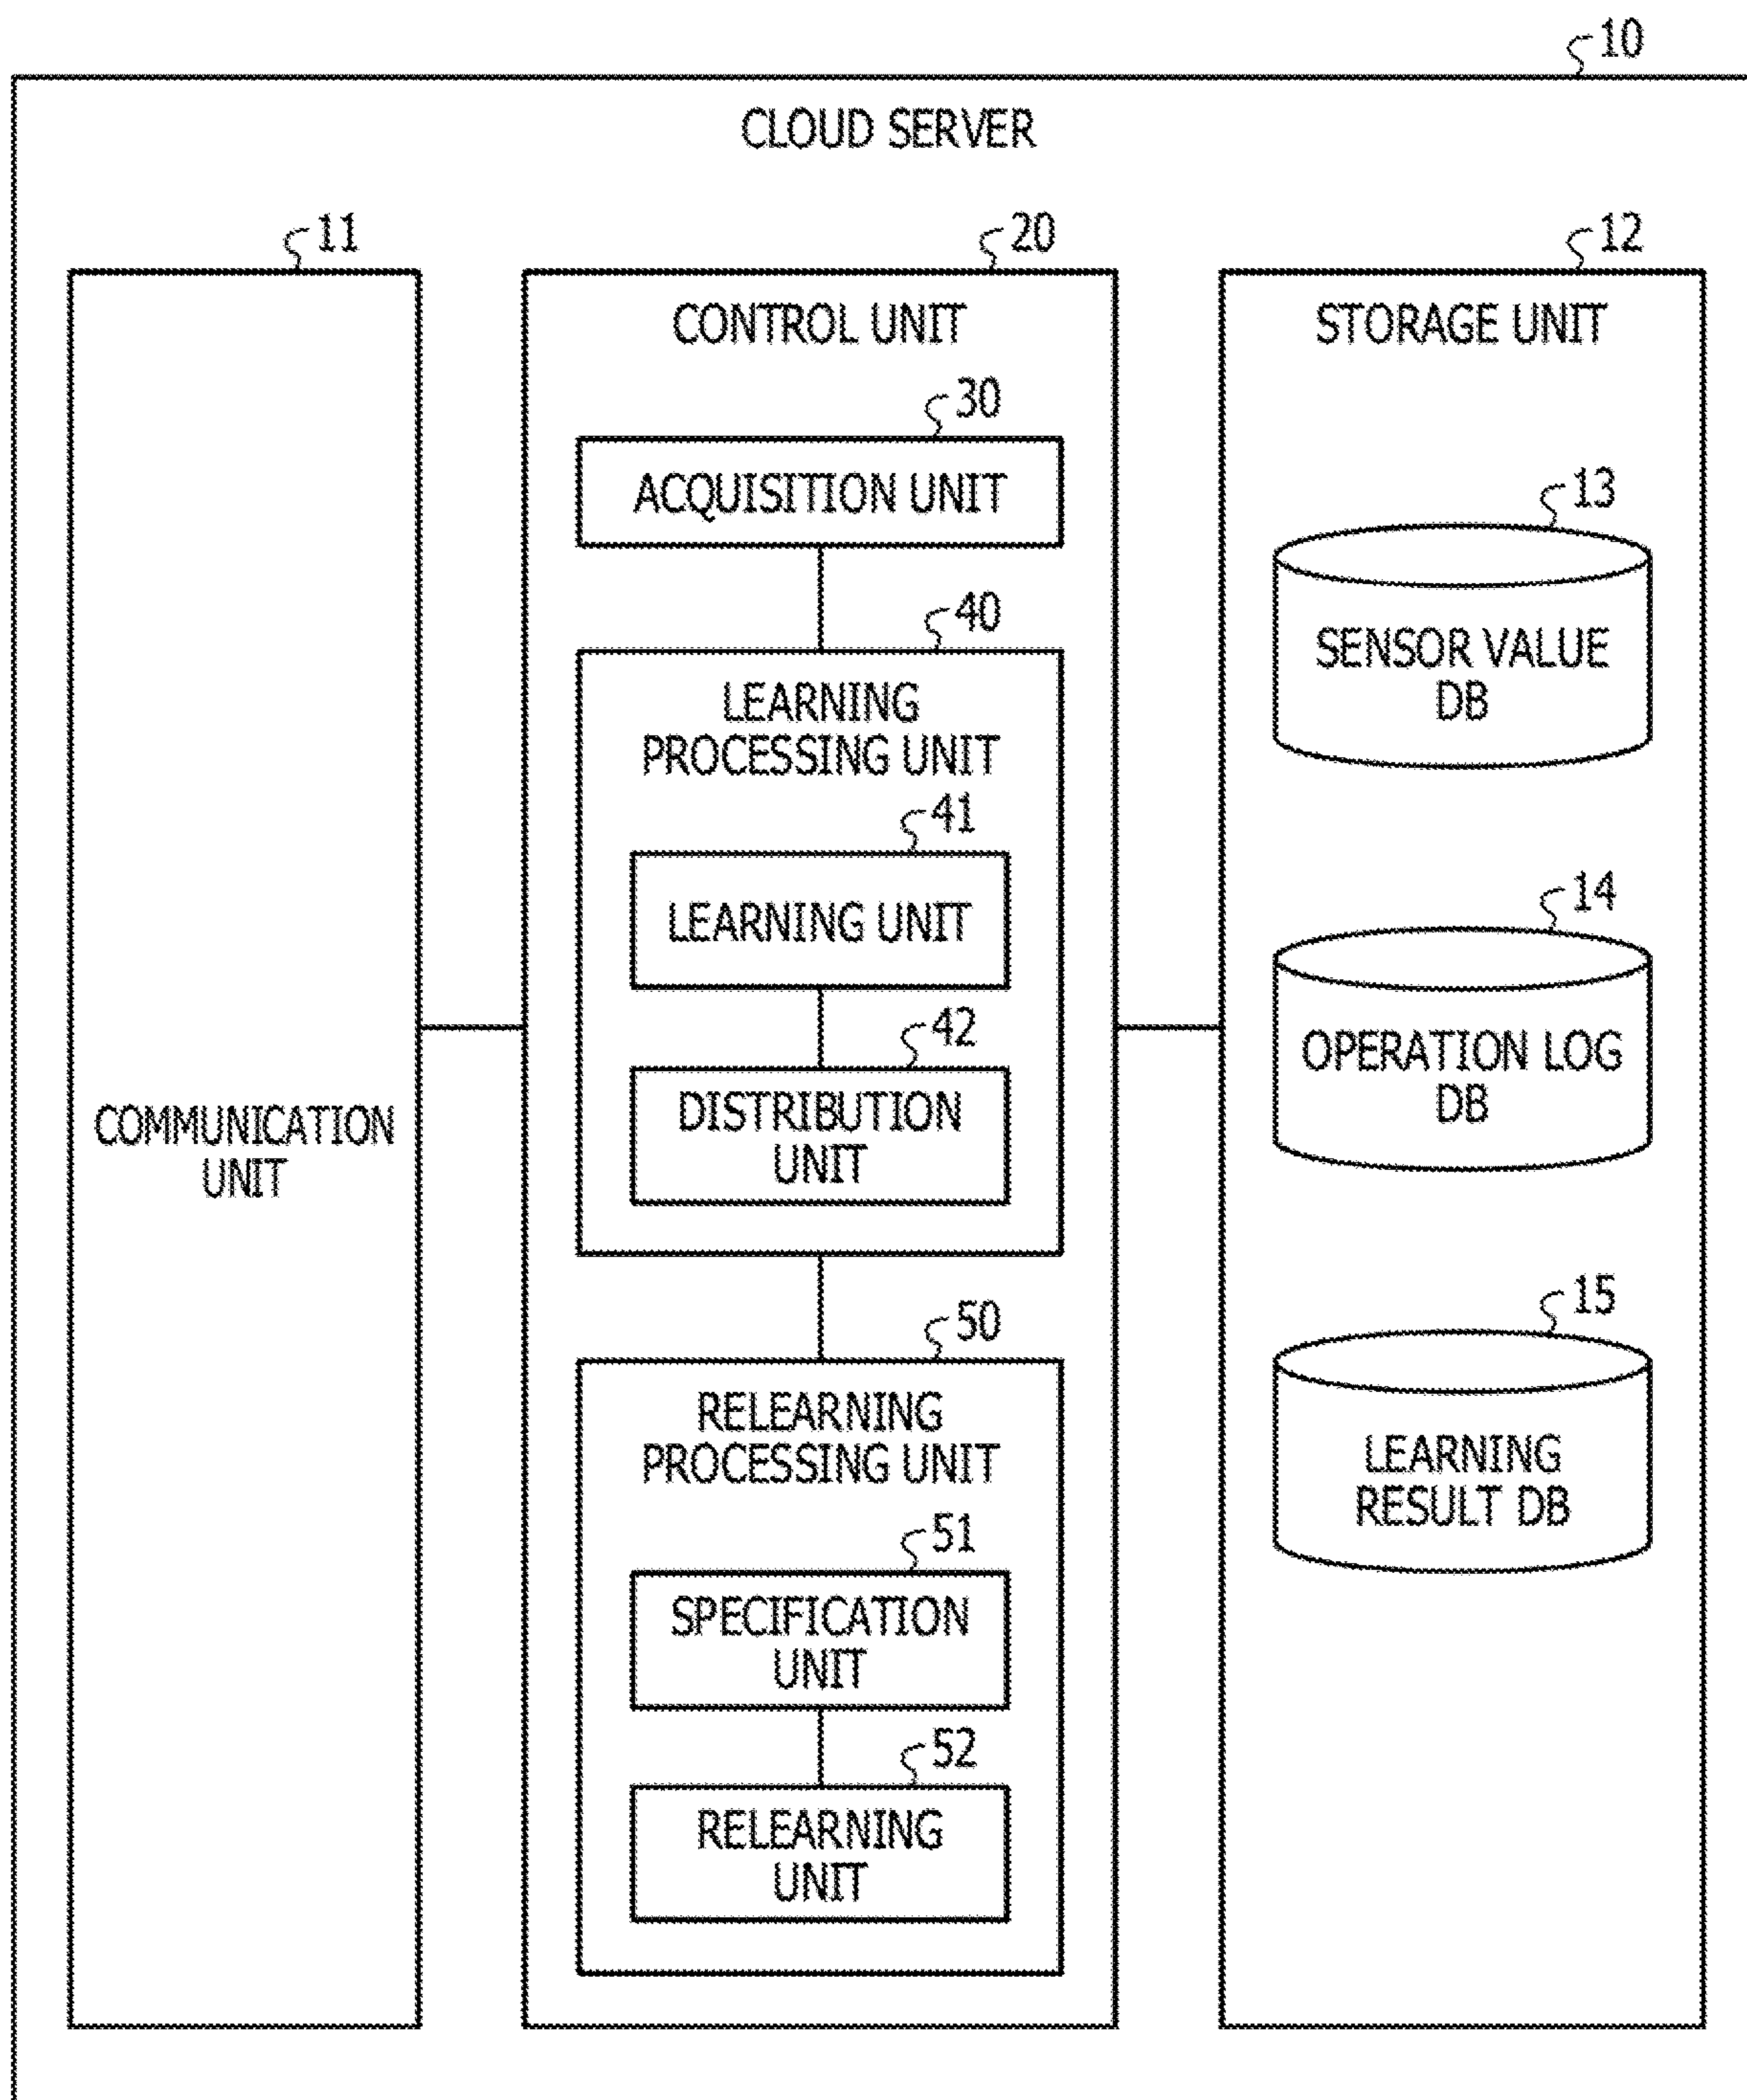 10
CLOUD SERVER
11
COMMUNICATION
UNIT
20
CONTROL UNIT
30
ACQUISITION UNIT
40
LEARNING
PROCESSING UNIT
41
LEARNING UNIT
42
DISTRIBUTION
UNIT
50
RELEARNING
PROCESSING UNIT
51
SPECIFICATION
UNIT
52
RELEARNING
UNIT
12
STORAGE UNIT
13
SENSOR VALUE
DB
14
OPERATION LOG
DB
15
LEARNING
RESULT DB